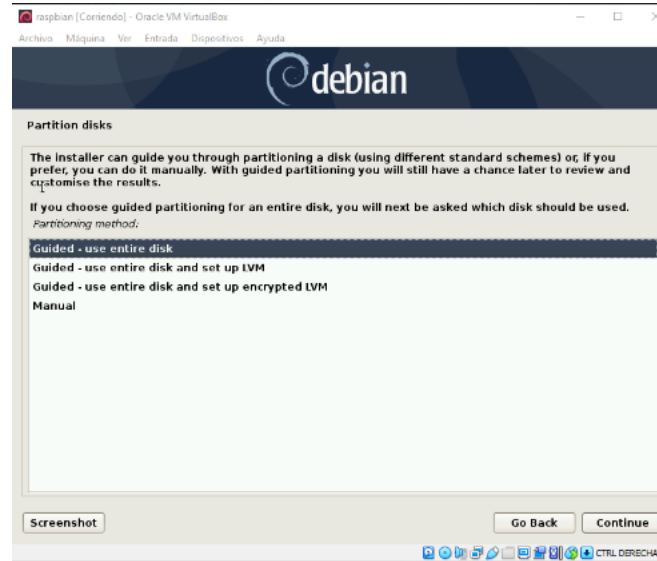 raspbian [Corriendo] - Oracle VM VirtualBox
Archivo Máquina Ver Entrada Dispositivos Ayuda
debian
Partition disks
The installer can guide you through partitioning a disk (using different standard schemes) or, if you
prefer, you can do it manually. With guided partitioning you will still have a chance later to review and
customise the results.
If you choose guided partitioning for an entire disk, you will next be asked which disk should be used.
Partitioning method:
Guided - use entire disk
Guided - use entire disk and set up LVM
Guided - use entire disk and set up encrypted LVM
Manual
Screenshot
Go Back Continue
CTRL DERECHA